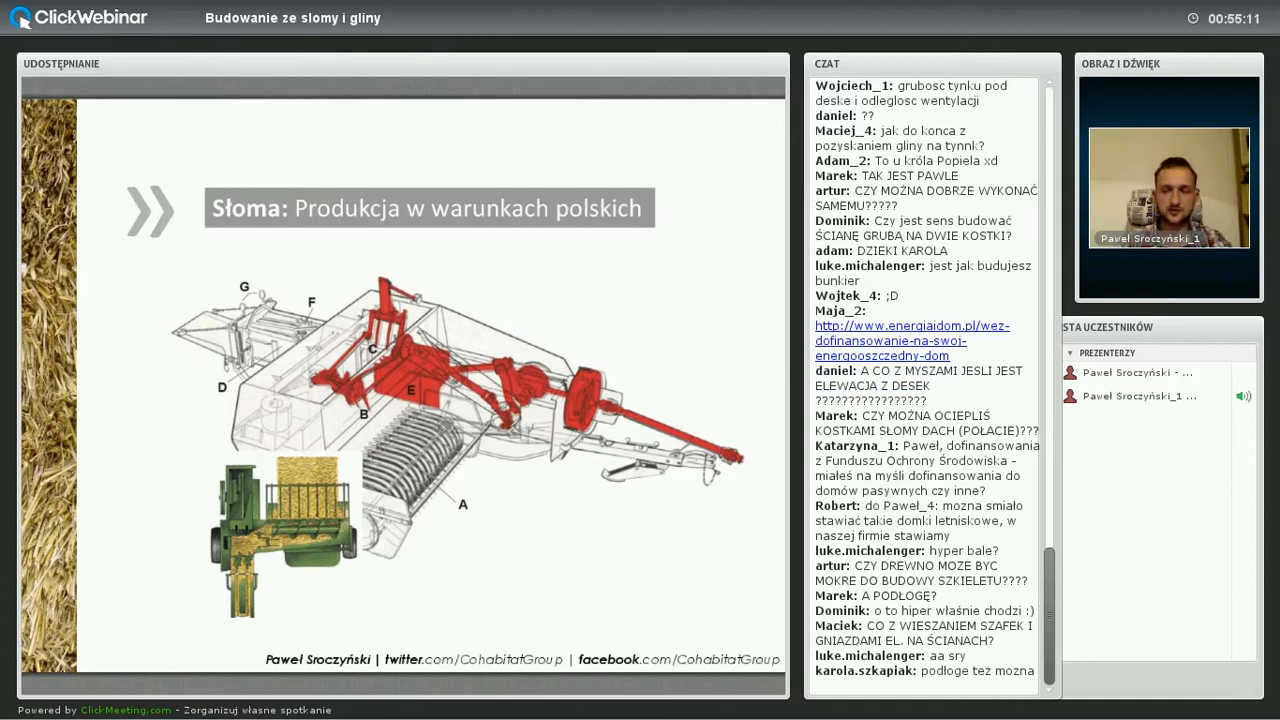 ClickWebinar
Budowanie ze slomy i gliny
00:55:11
UDOSTĘPNIANIE
Słoma: Produkcja w warunkach polskich
G
F
C
D
E
B
A
Paweł Sroczyński | twitter.com/CohabitatGroup | facebook.com/CohabitatGroup
CZAT
Wojciech_1: grubosc tynku pod
deske i odleglosc wentylacji
daniel: ??
Maciej_4: jak do konca z
pozyskaniem gliny na tynnk?
Adam_2: To u króla Popiela xd
Marek: TAK JEST PAWLE
artur: CZY MOŻNA DOBRZE WYKONAĆ
SAMEMU?????
Dominik: Czy jest sens budować
ŚCIANĘ GRUBĄ NA DWIE KOSTKI?
adam: DZIEKI KAROLA
luke.michalenger: jest jak budujesz
bunkier
Wojtek_4: ;D
Maja_2:
http://www.energiaidom.pl/wez-
dofinansowanie-na-swoj-
energooszczedny-dom
daniel: A CO Z MYSZAMI JESLI JEST
ELEWACJA Z DESEK
?????????????????
Marek: CZY MOŻNA OCIEPLIŚ
KOSTKAMI SŁOMY DACH (POŁACIE)???
Katarzyna_1: Paweł, dofinansowania
z Funduszu Ochrony Środowiska -
miałeś na myśli dofinansowania do
domów pasywnych czy inne?
Robert: do Paweł_4: mozna smiało
stawiać takie domki letniskowe, w
naszej firmie stawiamy
luke.michalenger: hyper bale?
artur: CZY DREWNO MOZE BYC
MOKRE DO BUDOWY SZKIELETU????
Marek: A PODŁOGĘ?
Dominik: o to hiper właśnie chodzi :)
Maciek: CO Z WIESZANIEM SZAFEK I
GNIAZDAMI EL. NA ŚCIANACH?
luke.michalenger: aa sry
karola.szkapiak: podłoge też mozna
OBRAZ I DŹWIĘK
Paweł Sroczyński_1
STA UCZESTNIKÓW
PREZENTERZY
Paweł Sroczyński - ...
Paweł Sroczyński_1 ...
Powered by ClickMeeting.com - Zorganizuj własne spotkanie